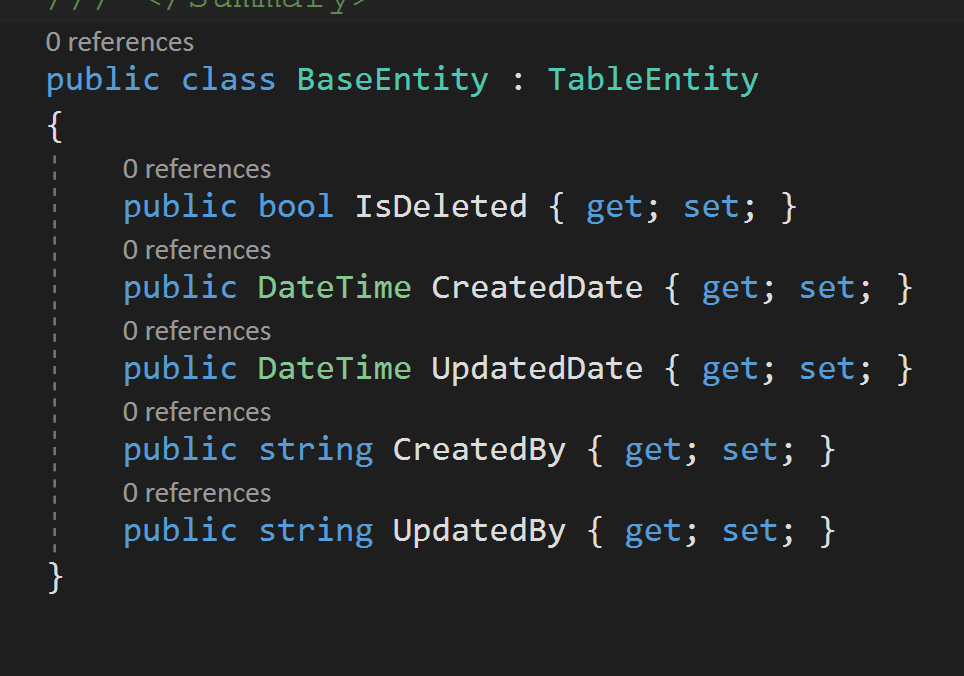 /// </summary>
0 references
public class BaseEntity : TableEntity
{
0 references
public bool IsDeleted { get; set; }
0 references
public DateTime CreatedDate { get; set; }
0 references
public DateTime UpdatedDate { get; set; }
0 references
public string CreatedBy { get; set; }
0 references
public string UpdatedBy { get; set; }
}